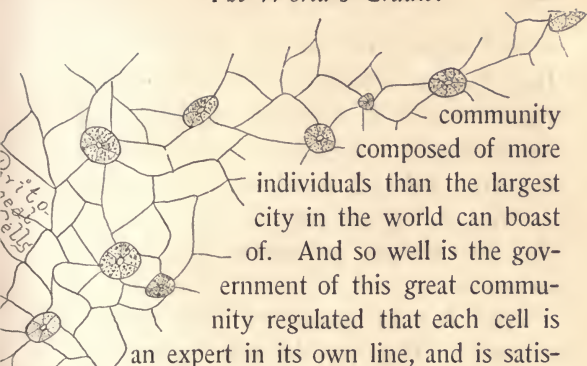 community
composed of more
individuals than the largest
city in the world can boast
of. And so well is the gov-
ernment of this great commu-
nity regulated that each cell is
an expert in its own line, and is satis-